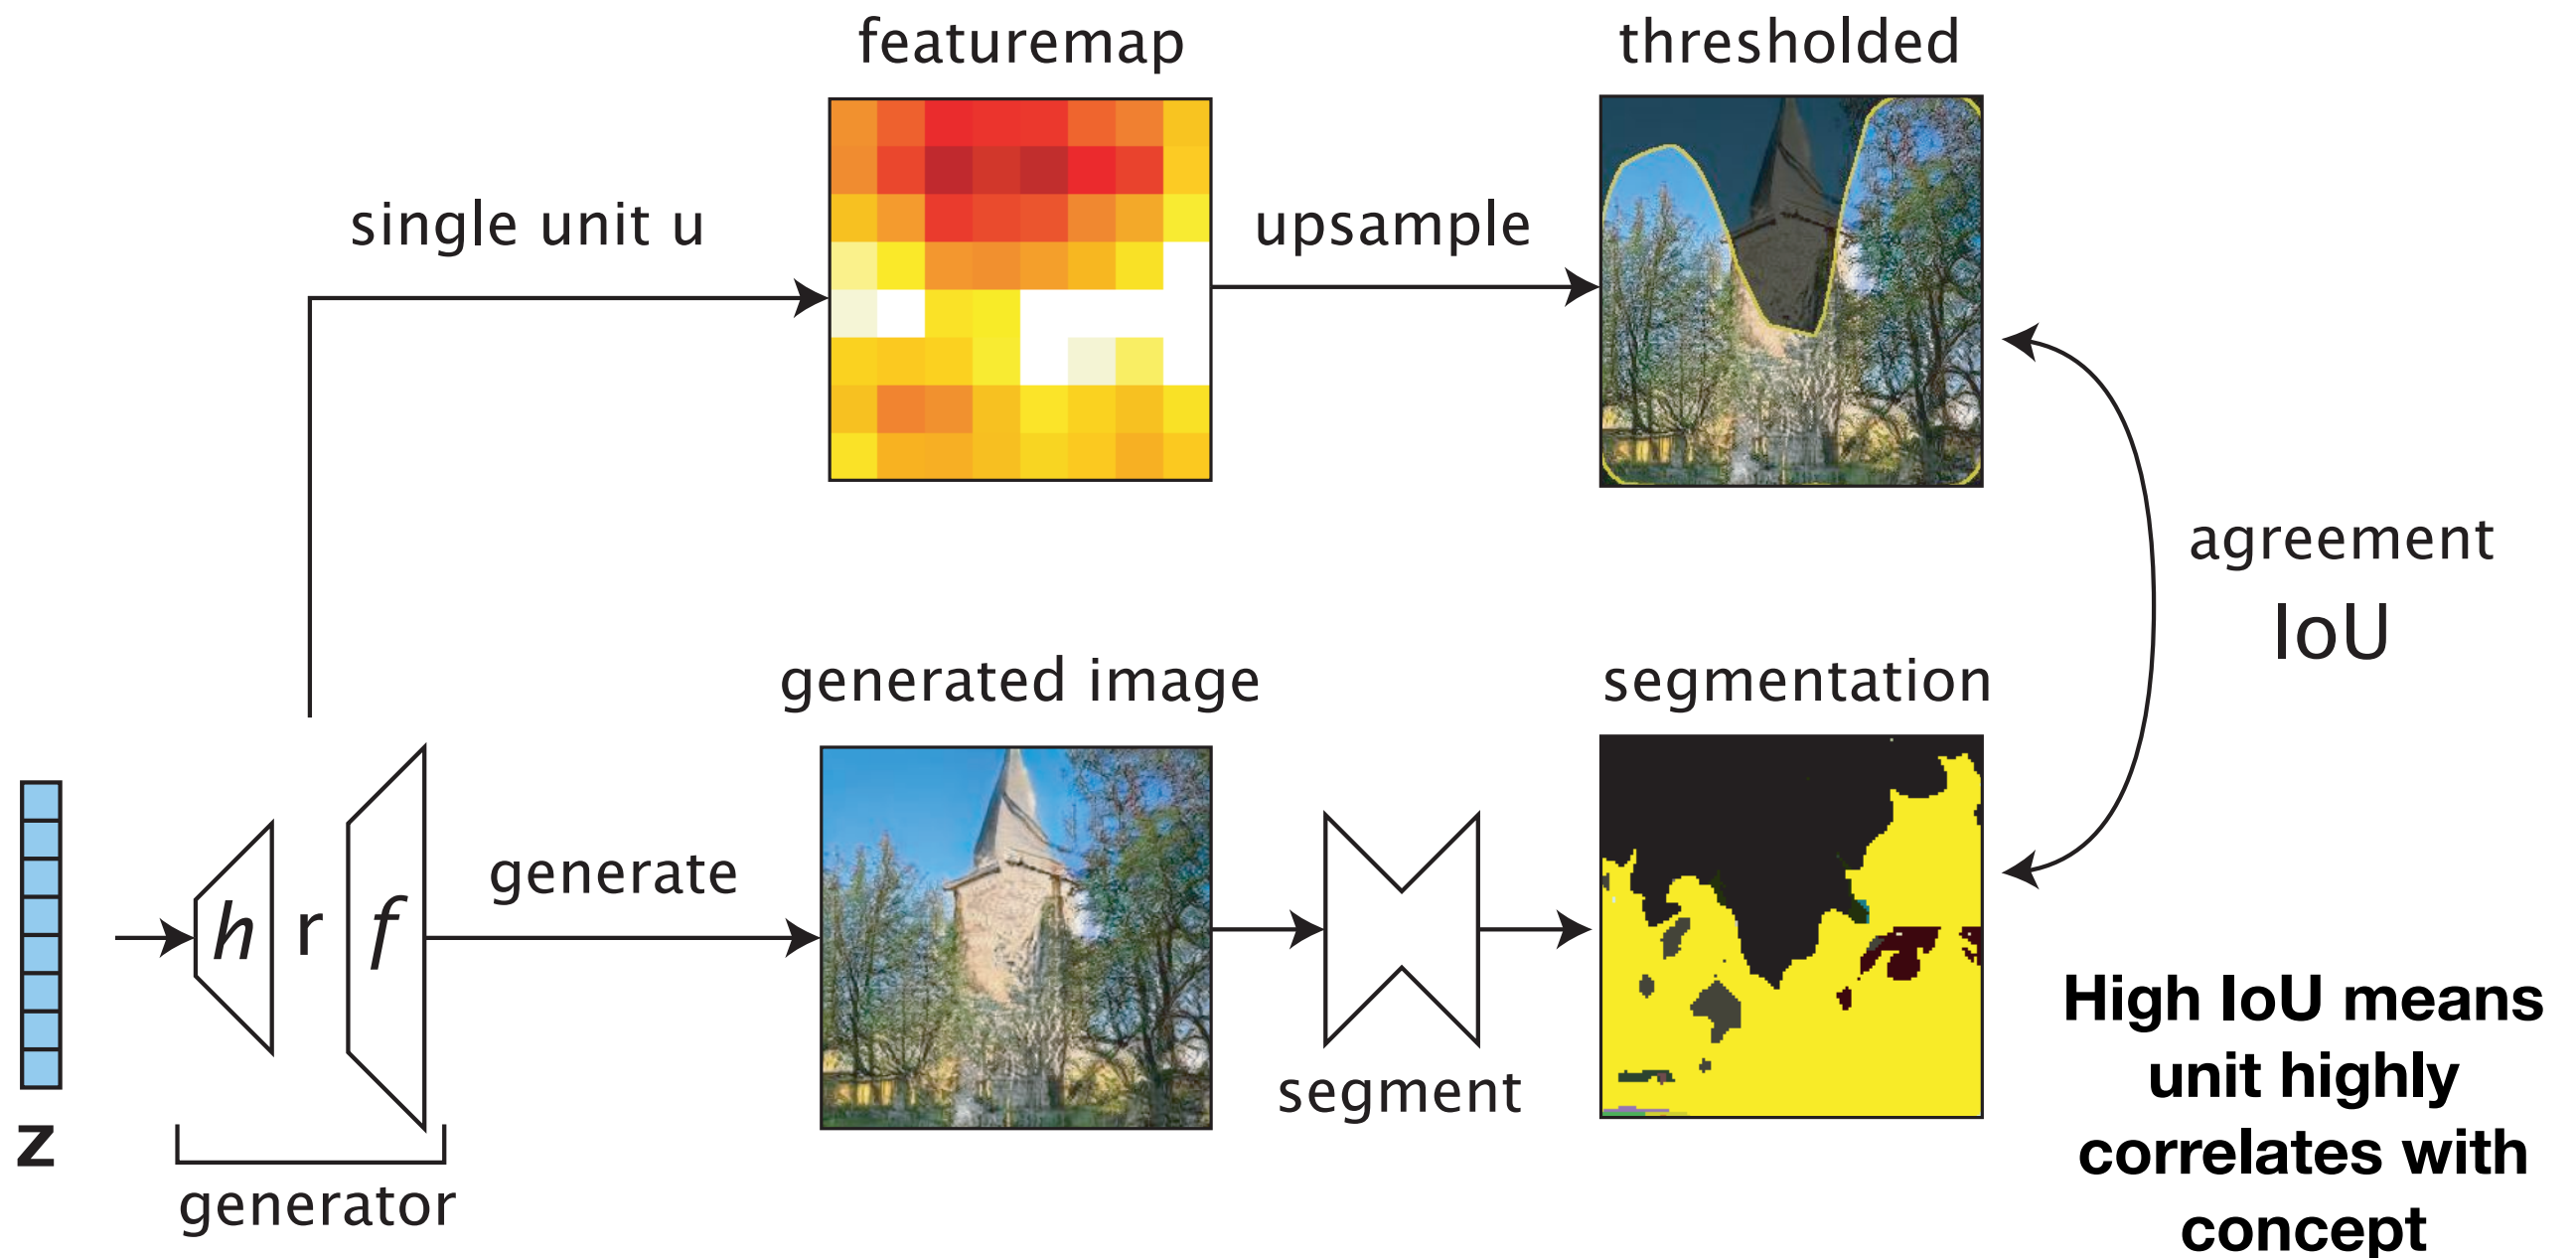 featuremap
thresholded
single unit u
upsample
agreement
IoU
generated image
segmentation
h r f
generate
segment
z
generator
High IoU means
unit highly
correlates with
concept